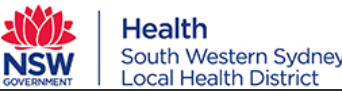 NSW
GOVERNMENT
Health
South Western Sydney
Local Health District